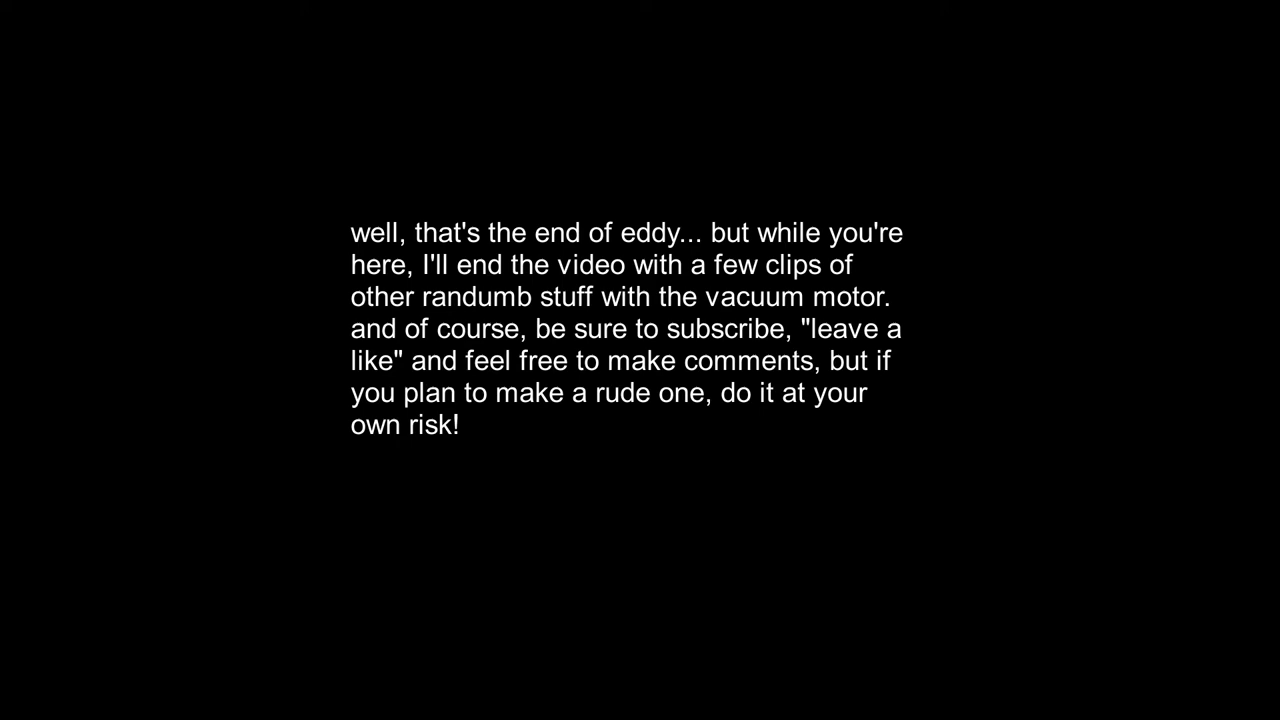 well, that's the end of eddy... but while you're
here, I'll end the video with a few clips of
other randumb stuff with the vacuum motor.
and of course, be sure to subscribe, "leave a
like" and feel free to make comments, but if
you plan to make a rude one, do it at your
own risk!